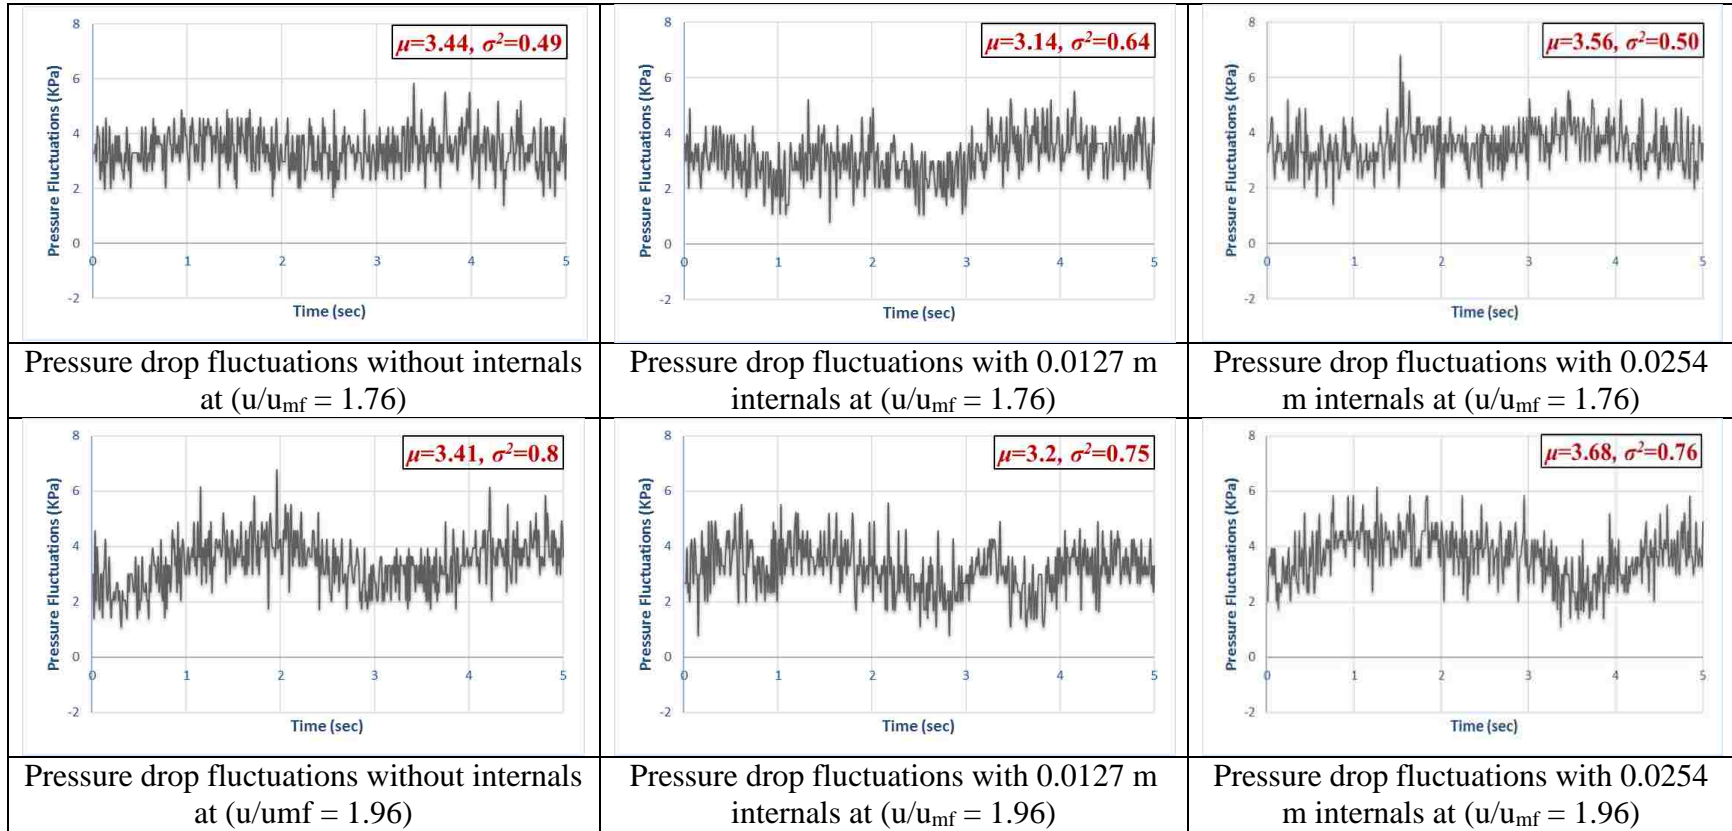 8
6
4
2
0
-2
Pressure Fluctuations (KPa)
μ=3.44, σ²=0.49
0 1 2 3 4 5
Time (sec)
8
6
4
2
0
-2
Pressure Fluctuations (KPa)
μ=3.14, σ²=0.64
0 1 2 3 4 5
Time (sec)
8
6
4
2
0
-2
Pressure Fluctuations (KPa)
μ=3.56, σ²=0.50
0 1 2 3 4 5
Time (sec)
Pressure drop fluctuations without internals
at (u/uₘf = 1.76)
Pressure drop fluctuations with 0.0127 m
internals at (u/uₘf = 1.76)
Pressure drop fluctuations with 0.0254
m internals at (u/uₘf = 1.76)
8
6
4
2
0
-2
Pressure Fluctuations (KPa)
μ=3.41, σ²=0.8
0 1 2 3 4 5
Time (sec)
8
6
4
2
0
-2
Pressure Fluctuations (KPa)
μ=3.2, σ²=0.75
0 1 2 3 4 5
Time (sec)
8
6
4
2
0
-2
Pressure Fluctuations (KPa)
μ=3.68, σ²=0.76
0 1 2 3 4 5
Time (sec)
Pressure drop fluctuations without internals
at (u/umf = 1.96)
Pressure drop fluctuations with 0.0127 m
internals at (u/uₘf = 1.96)
Pressure drop fluctuations with 0.0254
m internals at (u/uₘf = 1.96)